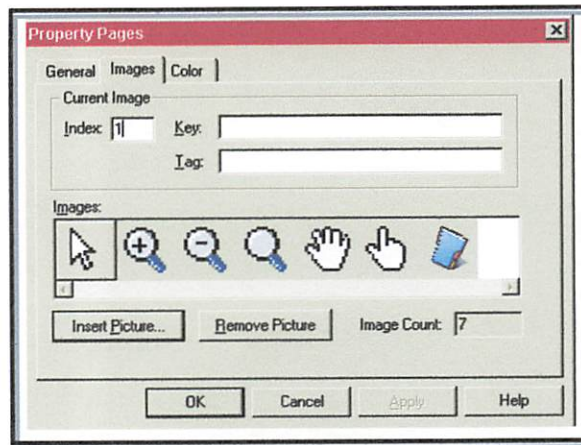 Property Pages
General Images Color
Current Image
Index: 1 Key:
Tag:
Images:
Insert Picture... Remove Picture Image Count: 7
OK Cancel Apply Help